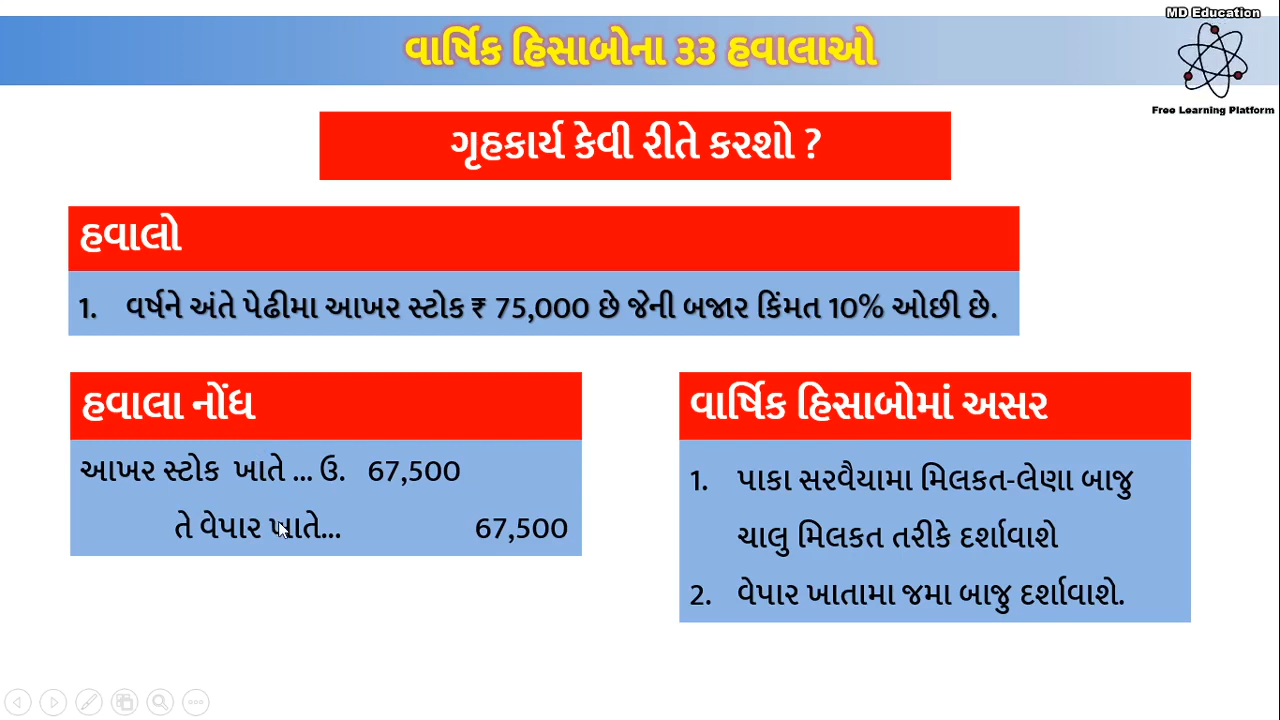 MD Education
વાર્ષિક હિસાબોના ૩૩ હવાલાઓ
Free Learning Platform
ગૃહકાર્ય કેવી રીતે કરશો ?
હવાલો
1. વર્ષને અંતે પેઢીમા આખર સ્ટોક ₹ 75,000 છે જેની બજાર કિંમત 10% ઓછી છે.
હવાલા નોંધ
આખર સ્ટોક ખાતે ... ઉ. 67,500
તે વેપાર ખાતે... 67,500
વાર્ષિક હિસાબોમાં અસર
1. પાકા સરવૈયામા મિલકત-લેણા બાજુ
ચાલુ મિલકત તરીકે દર્શાવાશે
2. વેપાર ખાતામા જમા બાજુ દર્શાવાશે.